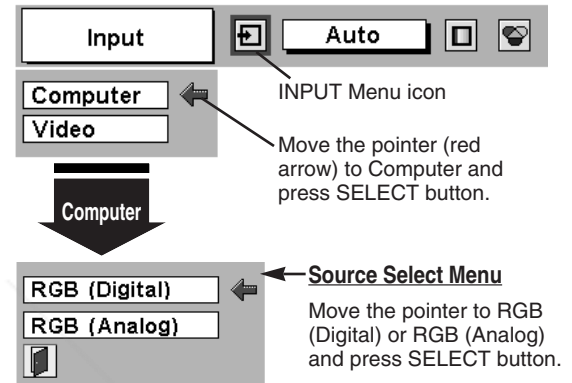 Input
Auto
INPUT Menu icon
Computer
Video
Move the pointer (red
arrow) to Computer and
press SELECT button.
Computer
Source Select Menu
RGB (Digital)
RGB (Analog)
Move the pointer to RGB
(Digital) or RGB (Analog)
and press SELECT button.